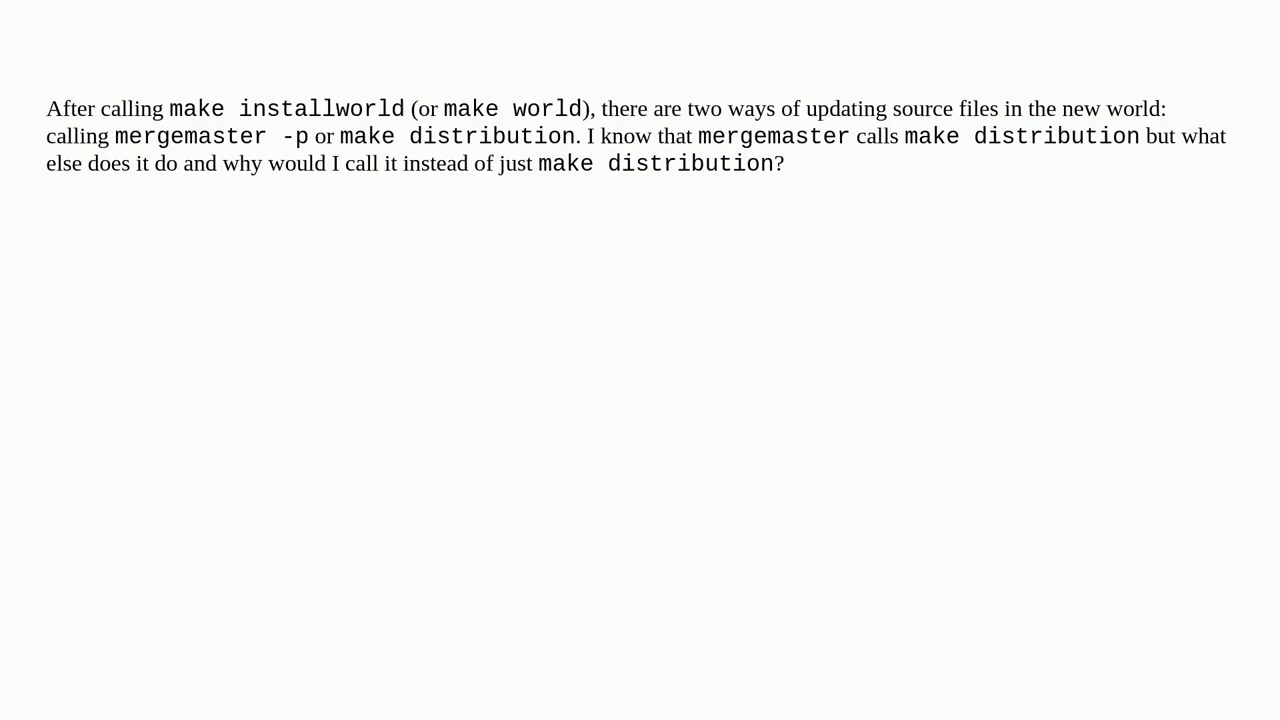 After calling make installworld (or make world), there are two ways of updating source files in the new world:
calling mergemaster -p or make distribution. I know that mergemaster calls make distribution but what
else does it do and why would I call it instead of just make distribution?